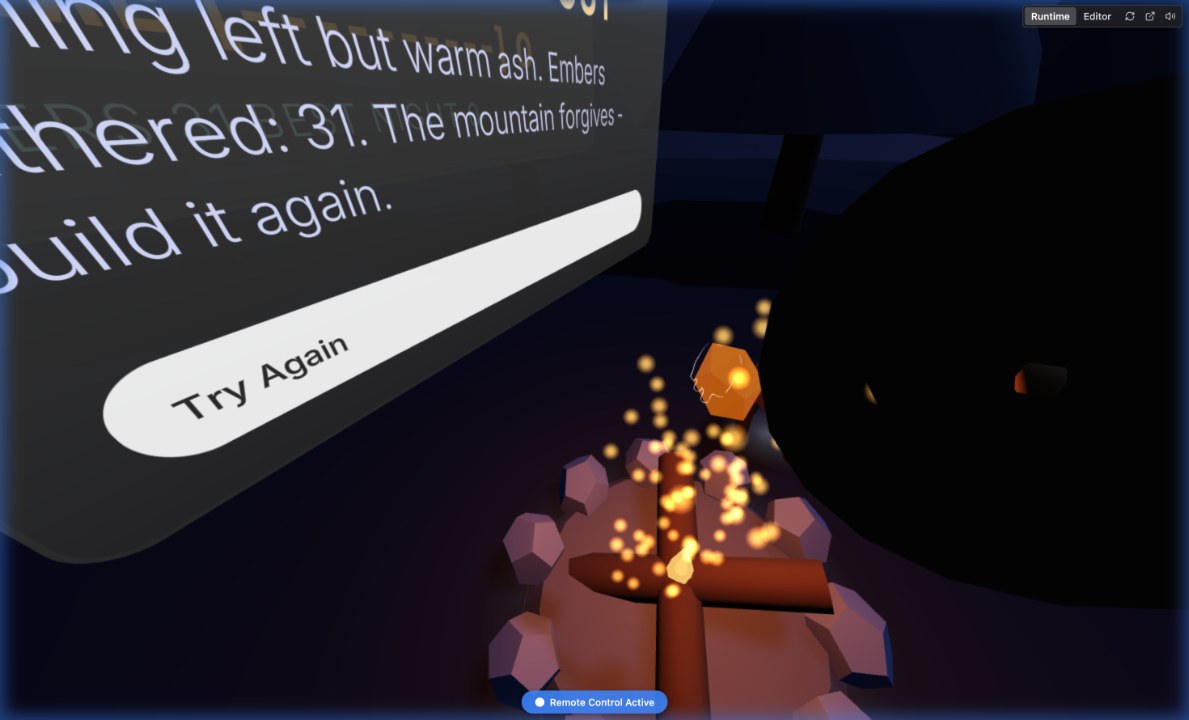 Runtime Editor
ling left but warm ash. Embers
thered: 31. The mountain forgives -
uild it again.
Try Again
Remote Control Active